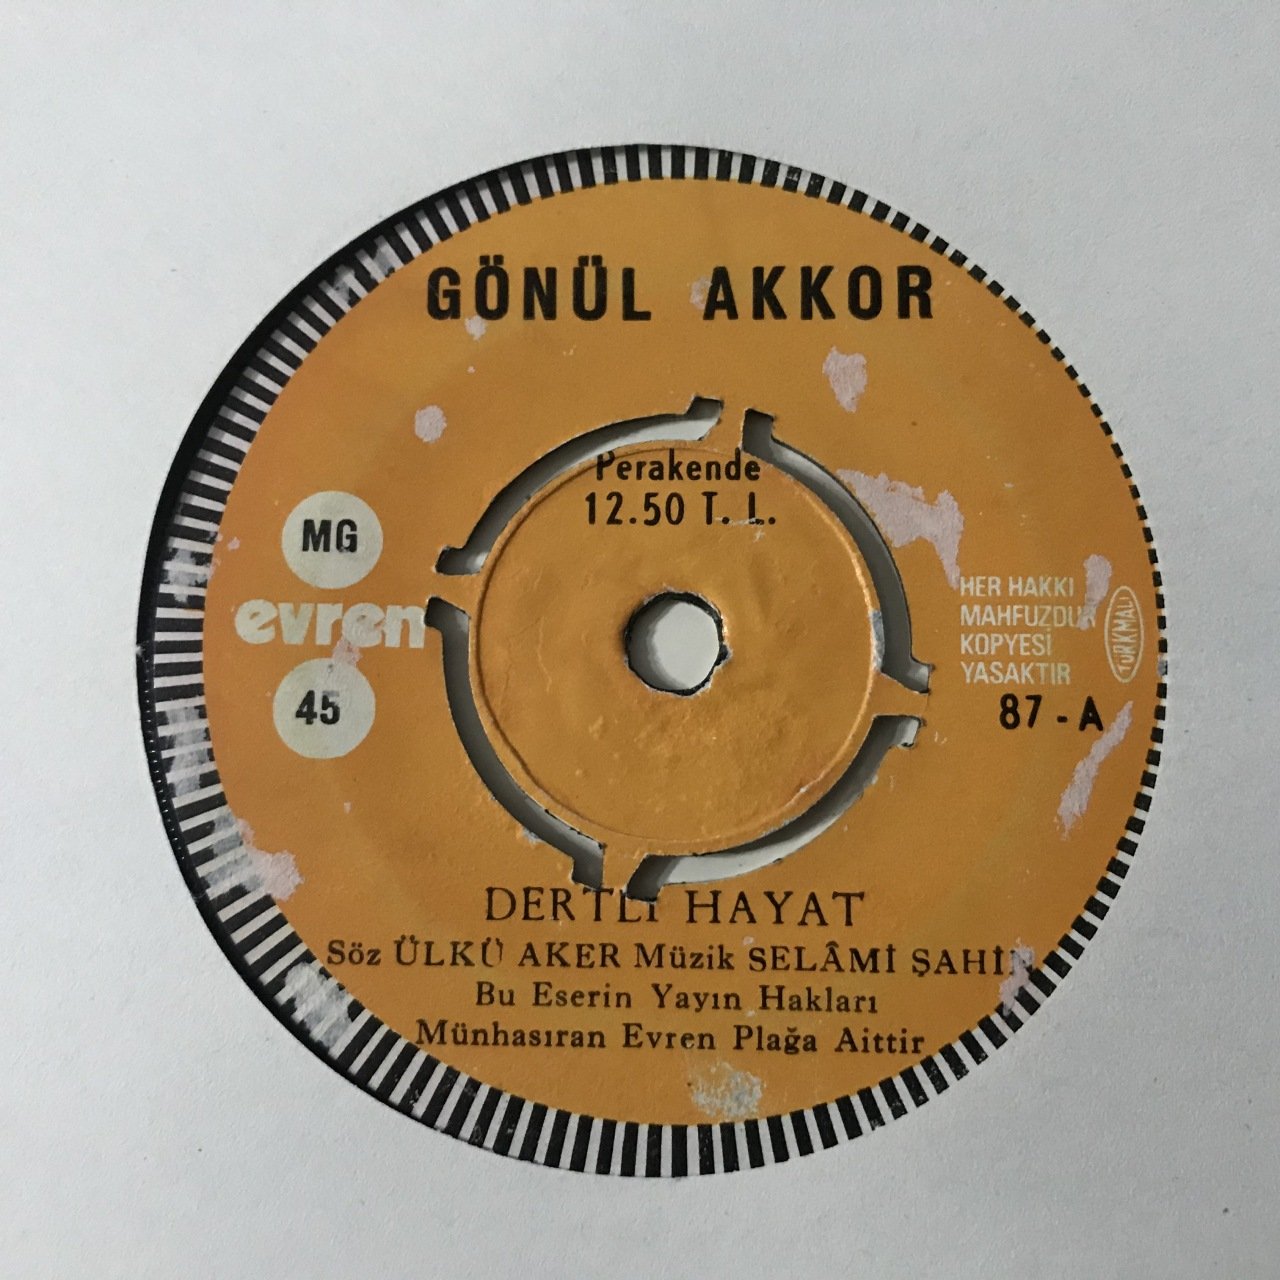 GÖNÜL AKKOR
Perakende
12.50 T. L.
MG
evren
45
HER HAKKI
MAHFUZDUR
KOPYESİ
YASAKTIR
TÜRKMALI
87 - A
DERTLİ HAYAT
Söz ÜLKÜ AKER Müzik SELÂMİ ŞAHİN
Bu Eserin Yayın Hakları
Münhasıran Evren Plağa Aittir